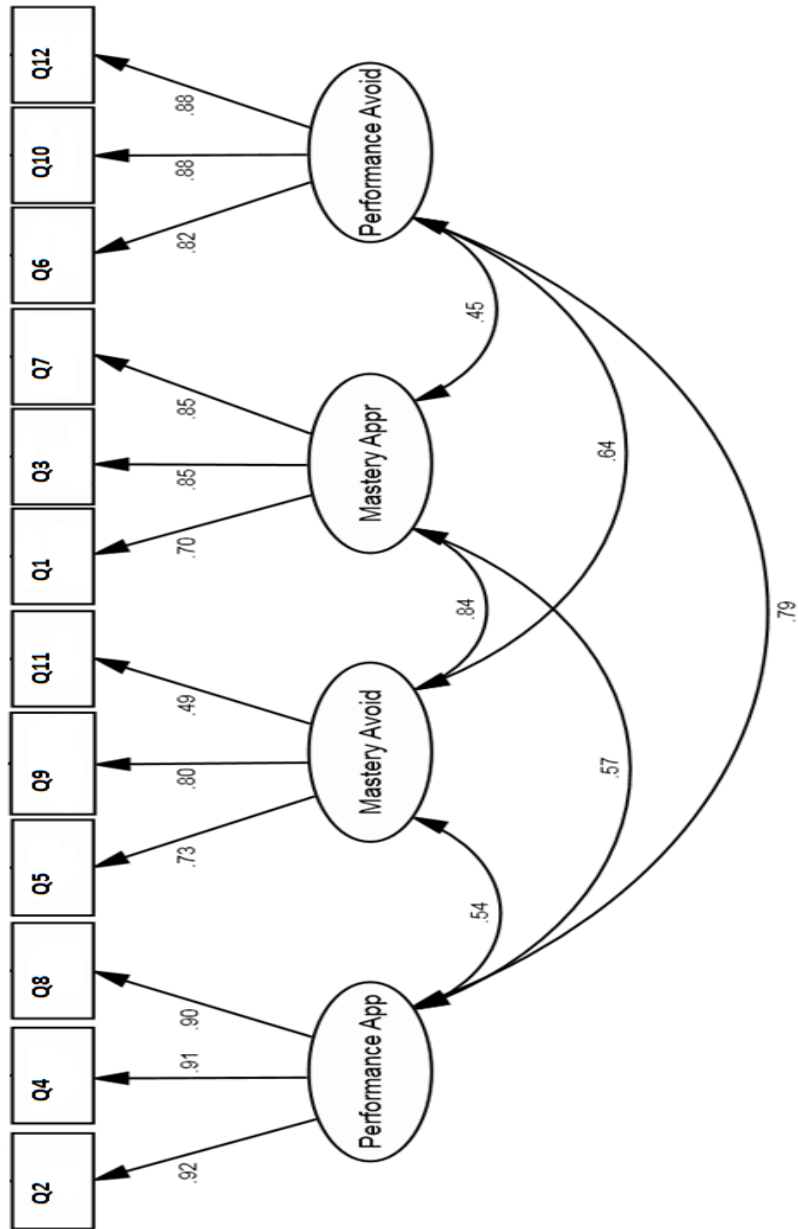 Q2
Q4
Q8
Q5
Q9
Q11
Q1
Q3
Q7
Q6
Q10
Q12
.92
.91
.90
.73
.80
.49
.70
.85
.85
.82
.88
.88
Performance App
Mastery Avoid
Mastery Appr
Performance Avoid
.54
.84
.45
.57
.64
.79